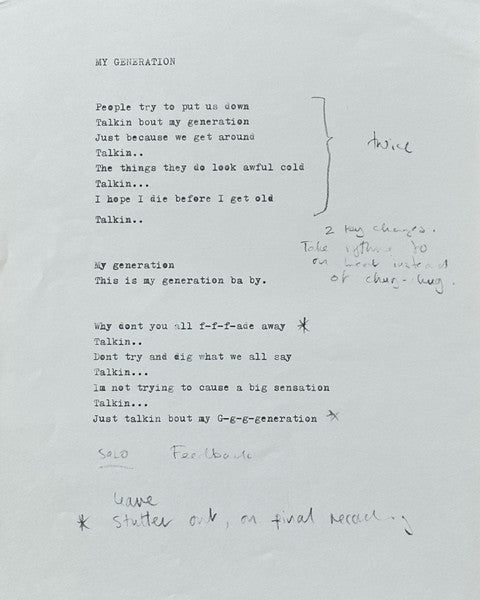 MY GENERATION
People try to put us down
Talkin bout my generation
Just because we get around
Talkin..
The things they do look awful cold
Talkin...
I hope I die before I get old
Talkin..
twice
2 key changes.
Take rythme to
on beat instead
of chug-chug.
My generation
This is my generation ba by.
Why dont you all f-f-f-ade away *
Talkin..
Dont try and dig what we all say
Talkin...
Im not trying to cause a big sensation
Talkin...
Just talkin bout my G-g-g-generation *
SOLO Feedback
leave
* Stutter out, on final recording